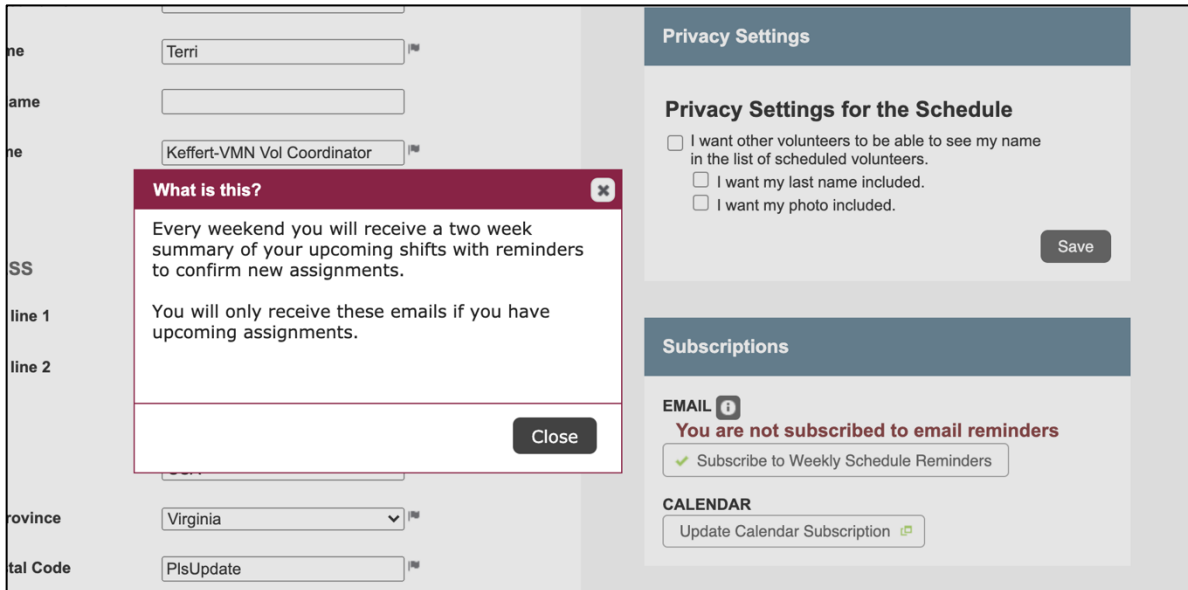 me
Terri
ame
me
Keffert-VMN Vol Coordinator
What is this?
Every weekend you will receive a two week
summary of your upcoming shifts with reminders
to confirm new assignments.
You will only receive these emails if you have
upcoming assignments.
Close
SS
line 1
line 2
rovince
Virginia
tal Code
PlsUpdate
Privacy Settings
Privacy Settings for the Schedule
I want other volunteers to be able to see my name
in the list of scheduled volunteers.
I want my last name included.
I want my photo included.
Save
Subscriptions
EMAIL
You are not subscribed to email reminders
Subscribe to Weekly Schedule Reminders
CALENDAR
Update Calendar Subscription